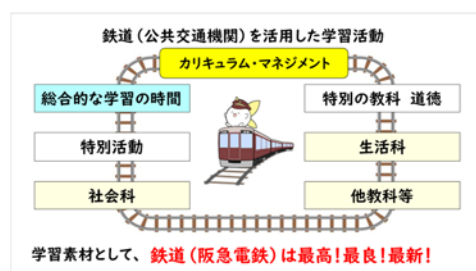 鉄道(公共交通機関)を活用した学習活動
カリキュラム・マネジメント
総合的な学習の時間
特別の教科 道徳
特別活動
生活科
社会科
他教科等
学習素材として、鉄道(阪急電鉄)は最高!最良!最新!